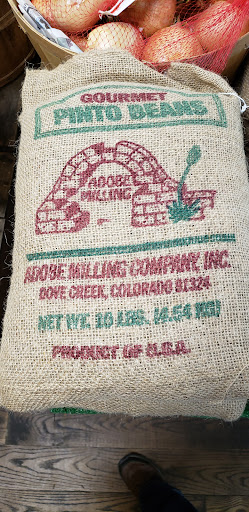 GOURMET
PINTO BEANS
ADOBE
MILLING
ADOBE MILLING COMPANY, INC.
DOVE CREEK, COLORADO 81324
NET WT. 10 LBS. (4.54 KG)
PRODUCT OF U.S.A.